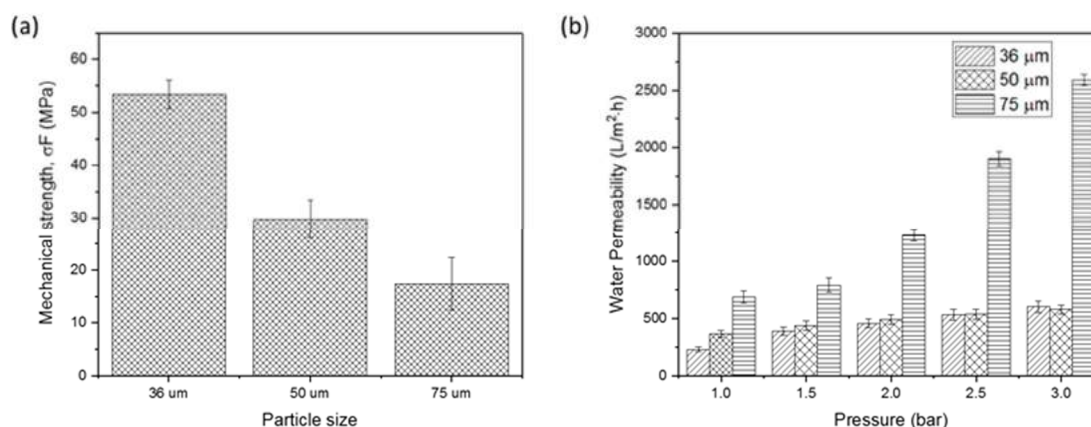 (a)
60
50
40
30
20
10
0
Mechanical strength, σF (MPa)
36 um
50 um
75 um
Particle size
(b)
3000
2500
2000
1500
1000
500
0
Water Permeability (L/m²·h)
36 μm
50 μm
75 μm
1.0
1.5
2.0
2.5
3.0
Pressure (bar)